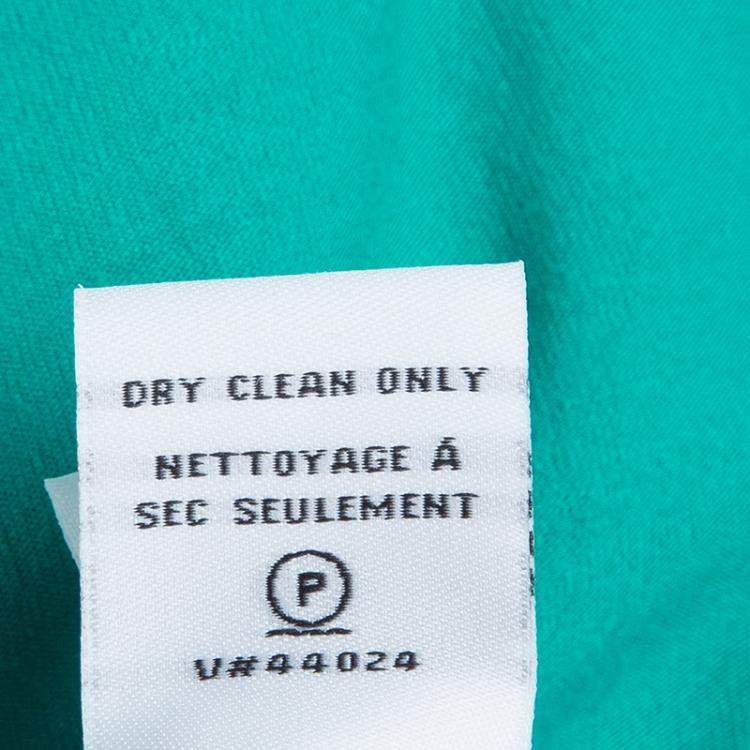 DRY CLEAN ONLY
NETTOYAGE Á
SEC SEULEMENT
P
V#44024